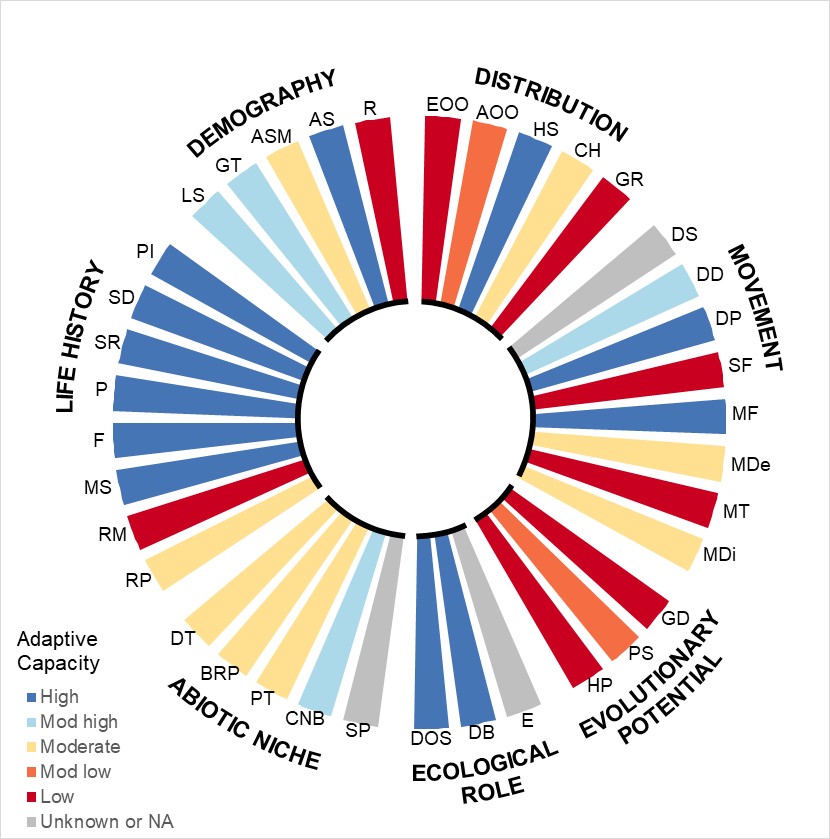 DEMOGRAPHY
LS
GT
ASM
AS
R
DISTRIBUTION
EOO
AOO
HS
CH
GR
MOVEMENT
DS
DD
DP
SF
MF
MDe
MT
MDi
EVOLUTIONARY
POTENTIAL
GD
PS
HP
ECOLOGICAL
ROLE
E
DB
DOS
ABIOTIC NICHE
SP
CNB
PT
BRP
DT
LIFE HISTORY
RP
RM
MS
F
P
SR
SD
PI
Adaptive
Capacity
High
Mod high
Moderate
Mod low
Low
Unknown or NA